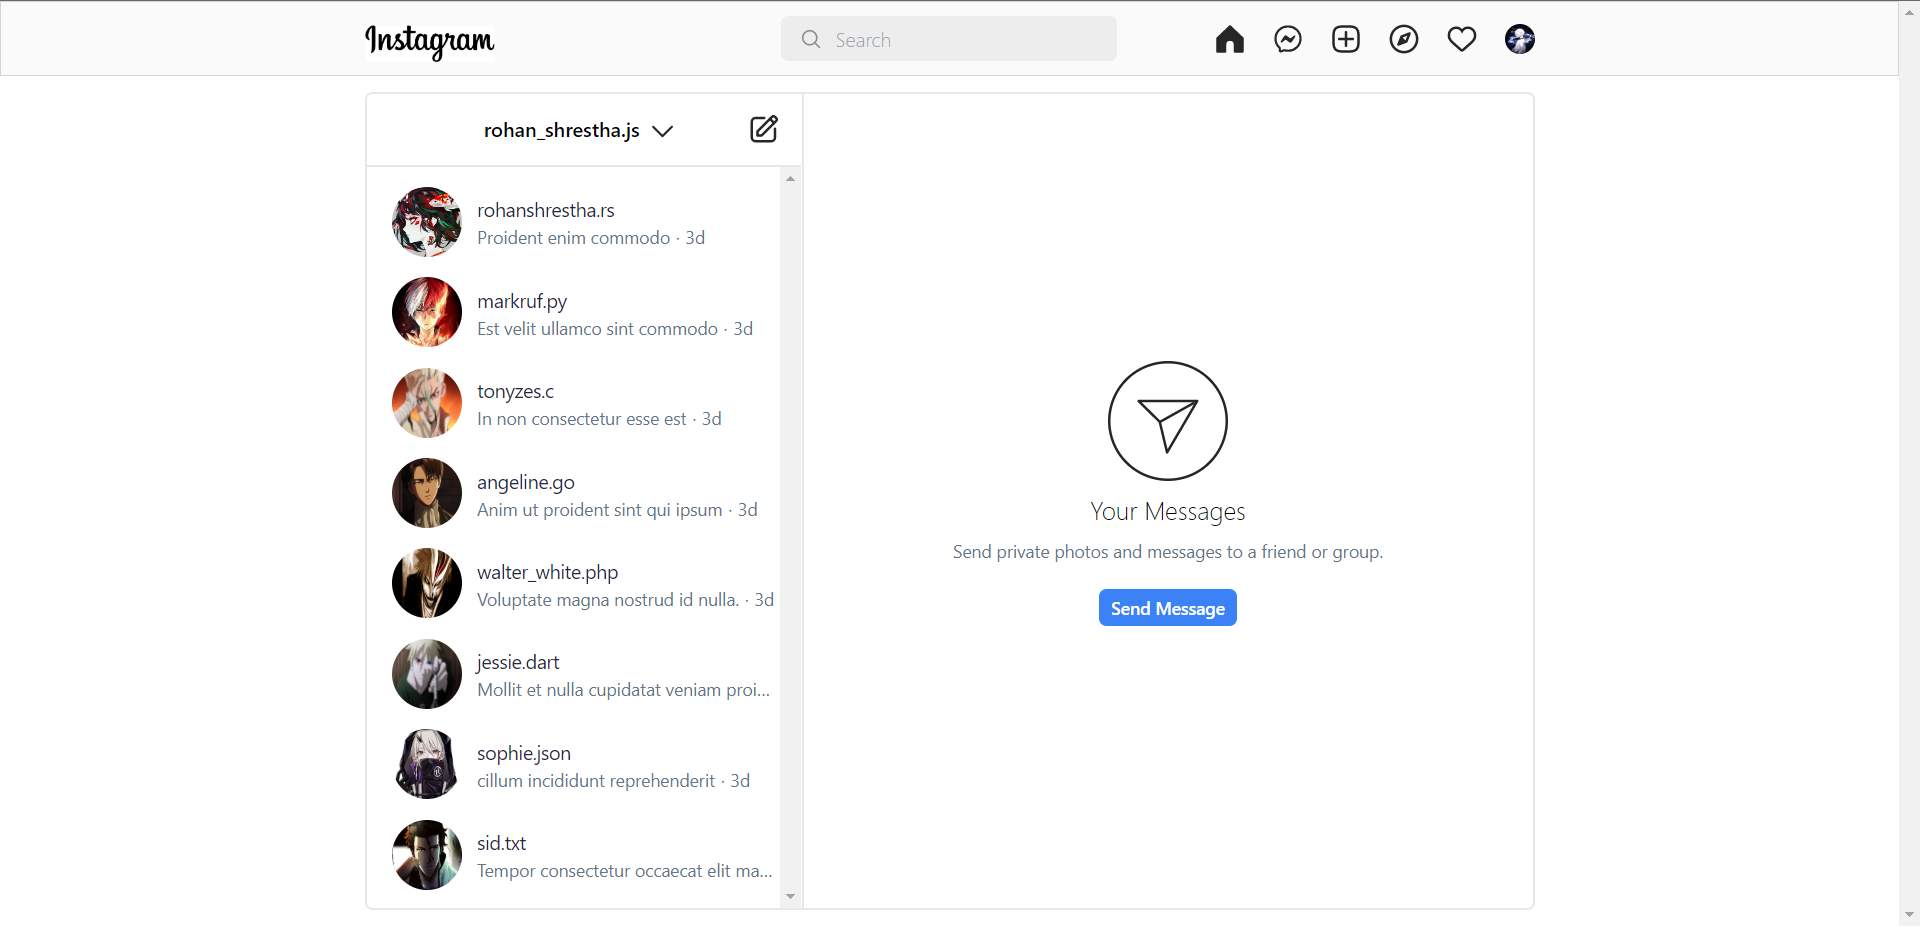 Instagram
Search
rohan_shrestha.js
rohanshrestha.rs
Proident enim commodo · 3d
markruf.py
Est velit ullamco sint commodo · 3d
tonyzes.c
In non consectetur esse est · 3d
angeline.go
Anim ut proident sint qui ipsum · 3d
walter_white.php
Voluptate magna nostrud id nulla. · 3d
jessie.dart
Mollit et nulla cupidatat veniam proi...
sophie.json
cillum incididunt reprehenderit · 3d
sid.txt
Tempor consectetur occaecat elit ma...
Your Messages
Send private photos and messages to a friend or group.
Send Message